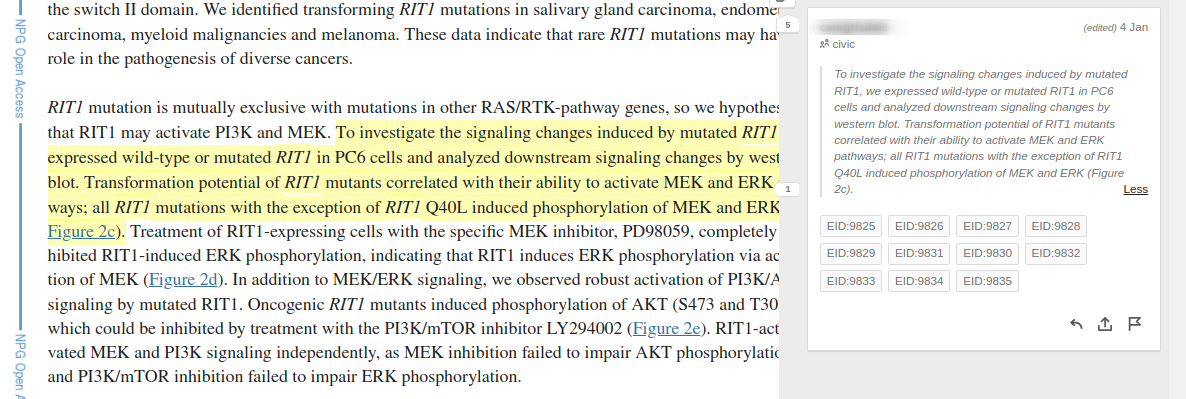 the switch II domain. We identified transforming RIT1 mutations in salivary gland carcinoma, endome
carcinoma, myeloid malignancies and melanoma. These data indicate that rare RIT1 mutations may ha
role in the pathogenesis of diverse cancers.
RIT1 mutation is mutually exclusive with mutations in other RAS/RTK-pathway genes, so we hypothes
that RIT1 may activate PI3K and MEK. To investigate the signaling changes induced by mutated RIT1
expressed wild-type or mutated RIT1 in PC6 cells and analyzed downstream signaling changes by west
blot. Transformation potential of RIT1 mutants correlated with their ability to activate MEK and ERK
ways; all RIT1 mutations with the exception of RIT1 Q40L induced phosphorylation of MEK and ERK
Figure 2c). Treatment of RIT1-expressing cells with the specific MEK inhibitor, PD98059, completely
hibited RIT1-induced ERK phosphorylation, indicating that RIT1 induces ERK phosphorylation via ac
tion of MEK (Figure 2d). In addition to MEK/ERK signaling, we observed robust activation of PI3K/A
signaling by mutated RIT1. Oncogenic RIT1 mutants induced phosphorylation of AKT (S473 and T30
which could be inhibited by treatment with the PI3K/mTOR inhibitor LY294002 (Figure 2e). RIT1-act
vated MEK and PI3K signaling independently, as MEK inhibition failed to impair AKT phosphorylatio
and PI3K/mTOR inhibition failed to impair ERK phosphorylation.
NPG Open Access
NPG Open A
5
1
(edited) 4 Jan
civic
To investigate the signaling changes induced by mutated
RIT1, we expressed wild-type or mutated RIT1 in PC6
cells and analyzed downstream signaling changes by
western blot. Transformation potential of RIT1 mutants
correlated with their ability to activate MEK and ERK
pathways; all RIT1 mutations with the exception of RIT1
Q40L induced phosphorylation of MEK and ERK (Figure
2c).
Less
EID:9825 EID:9826 EID:9827 EID:9828
EID:9829 EID:9831 EID:9830 EID:9832
EID:9833 EID:9834 EID:9835